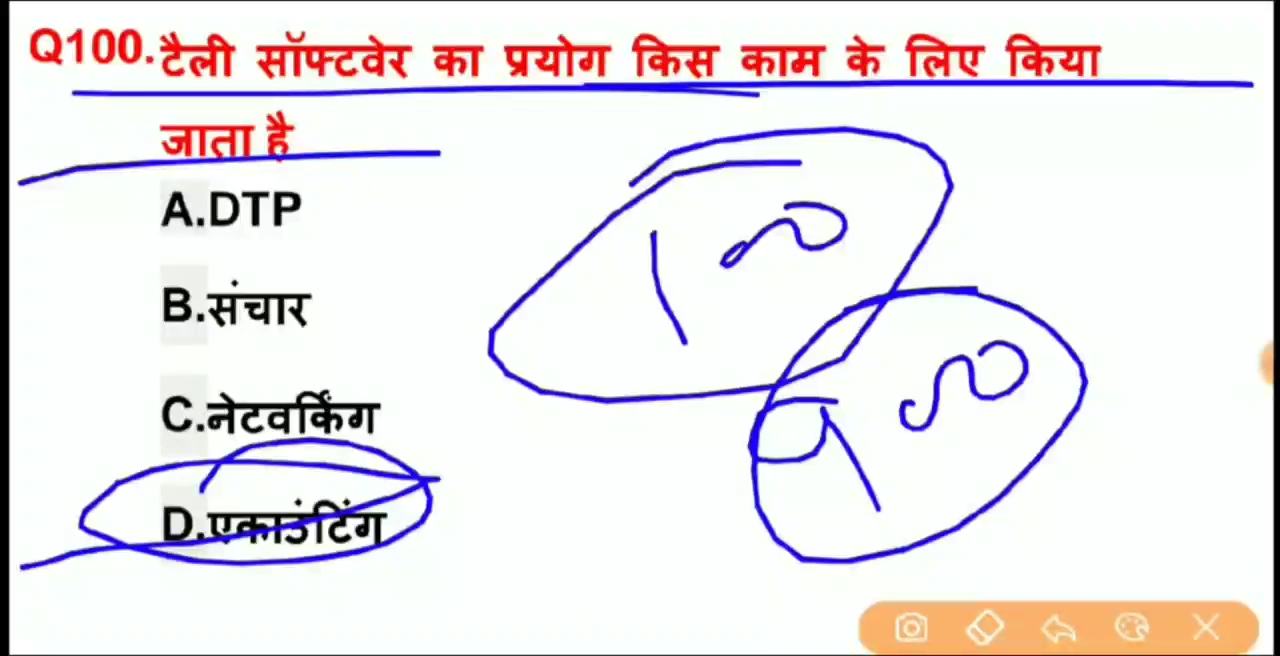 Q100. टैली सॉफ्टवेर का प्रयोग किस काम के लिए किया
जाता है
A.DTP
B.संचार
C.नेटवर्किंग
D.एकाउंटिंग